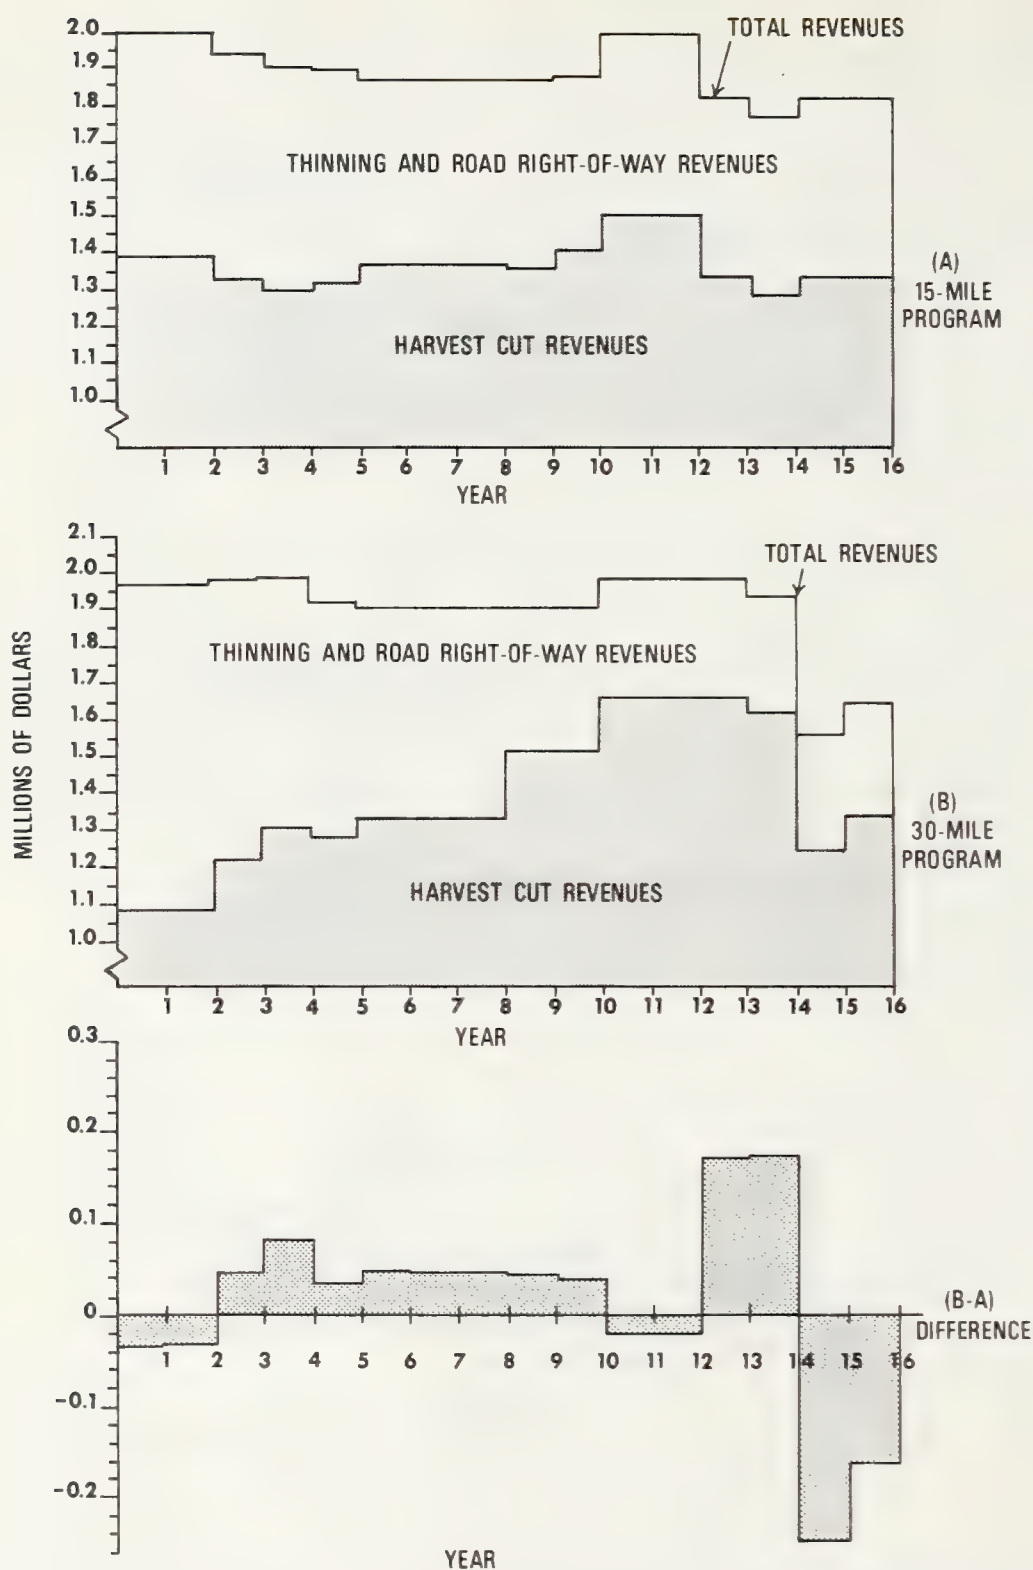 TOTAL REVENUES
2.0
1.9
1.8
1.7
1.6
1.5
1.4
1.3
1.2
1.1
1.0
THINNING AND ROAD RIGHT-OF-WAY REVENUES
HARVEST CUT REVENUES
(A)
15-MILE
PROGRAM
1 2 3 4 5 6 7 8 9 10 11 12 13 14 15 16
YEAR
MILLIONS OF DOLLARS
2.1
2.0
1.9
1.8
1.7
1.6
1.5
1.4
1.3
1.2
1.1
1.0
TOTAL REVENUES
THINNING AND ROAD RIGHT-OF-WAY REVENUES
HARVEST CUT REVENUES
(B)
30-MILE
PROGRAM
1 2 3 4 5 6 7 8 9 10 11 12 13 14 15 16
YEAR
0.3
0.2
0.1
0
-0.1
-0.2
(B-A)
DIFFERENCE
1 2 3 4 5 6 7 8 9 10 11 12 13 14 15 16
YEAR